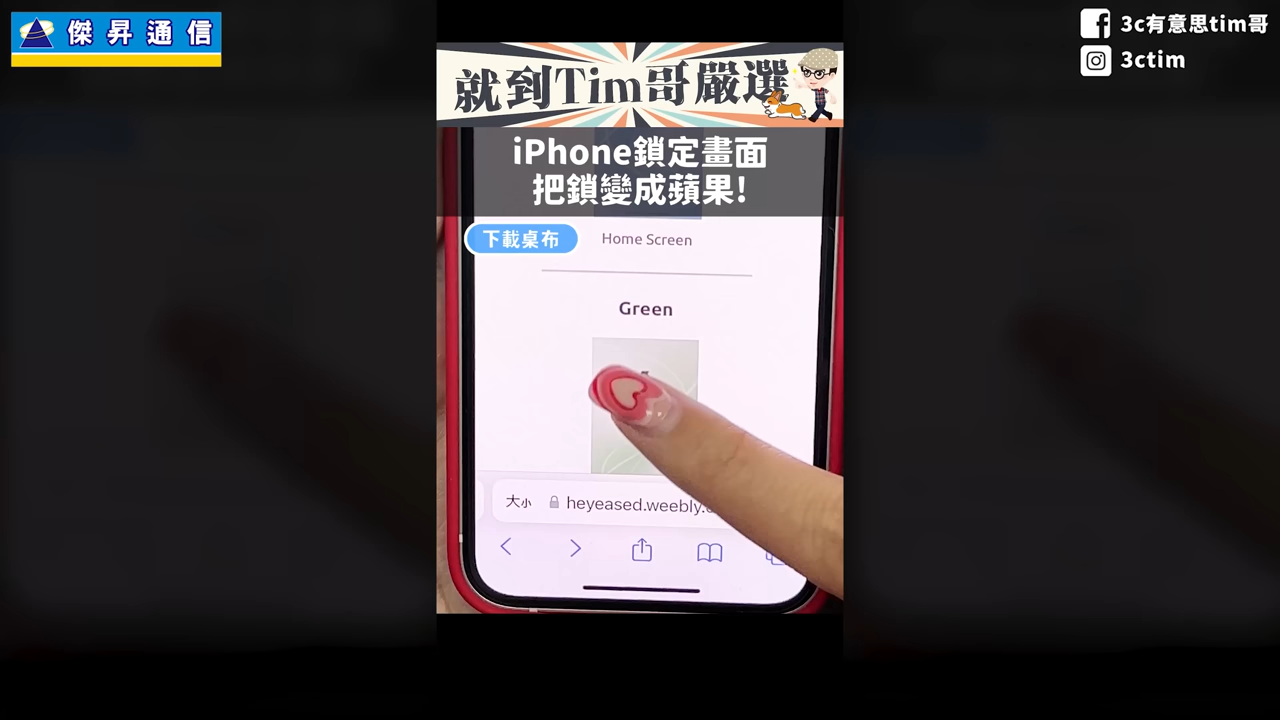 傑昇通信
3c有意思tim哥
3ctim
就到Tim哥嚴選
iPhone鎖定畫面
把鎖變成蘋果!
下載桌布
Home Screen
Green
大小
heyeased.weebly.